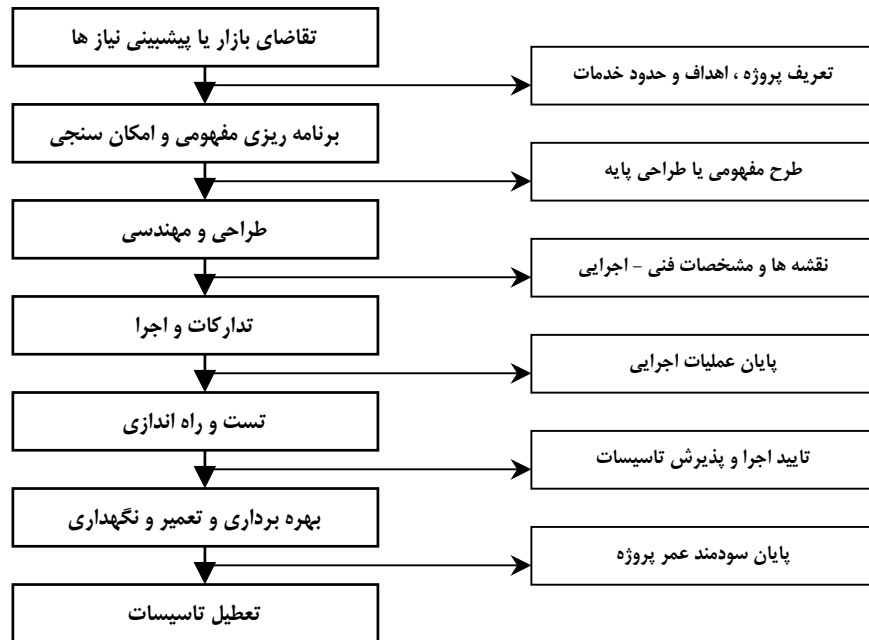 تقاضای بازار یا پیشبینی نیاز ها
تعریف پروژه ، اهداف و حدود خدمات
برنامه ریزی مفهومی و امکان سنجی
طرح مفهومی یا طراحی پایه
طراحی و مهندسی
نقشه ها و مشخصات فنی – اجرایی
تدارکات و اجرا
پایان عملیات اجرایی
تست و راه اندازی
تایید اجرا و پذیرش تاسیسات
بهره برداری و تعمیر و نگهداری
پایان سودمند عمر پروژه
تعطیل تاسیسات